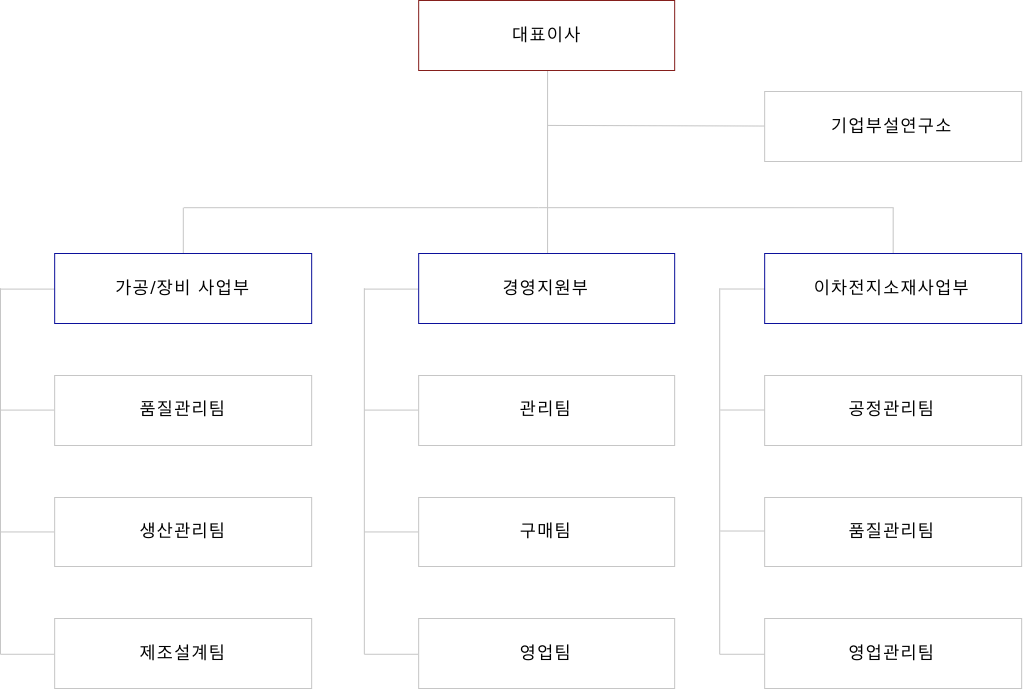 대표이사
기업부설연구소
가공/장비 사업부
경영지원부
이차전지소재사업부
품질관리팀
관리팀
공정관리팀
생산관리팀
구매팀
품질관리팀
제조설계팀
영업팀
영업관리팀